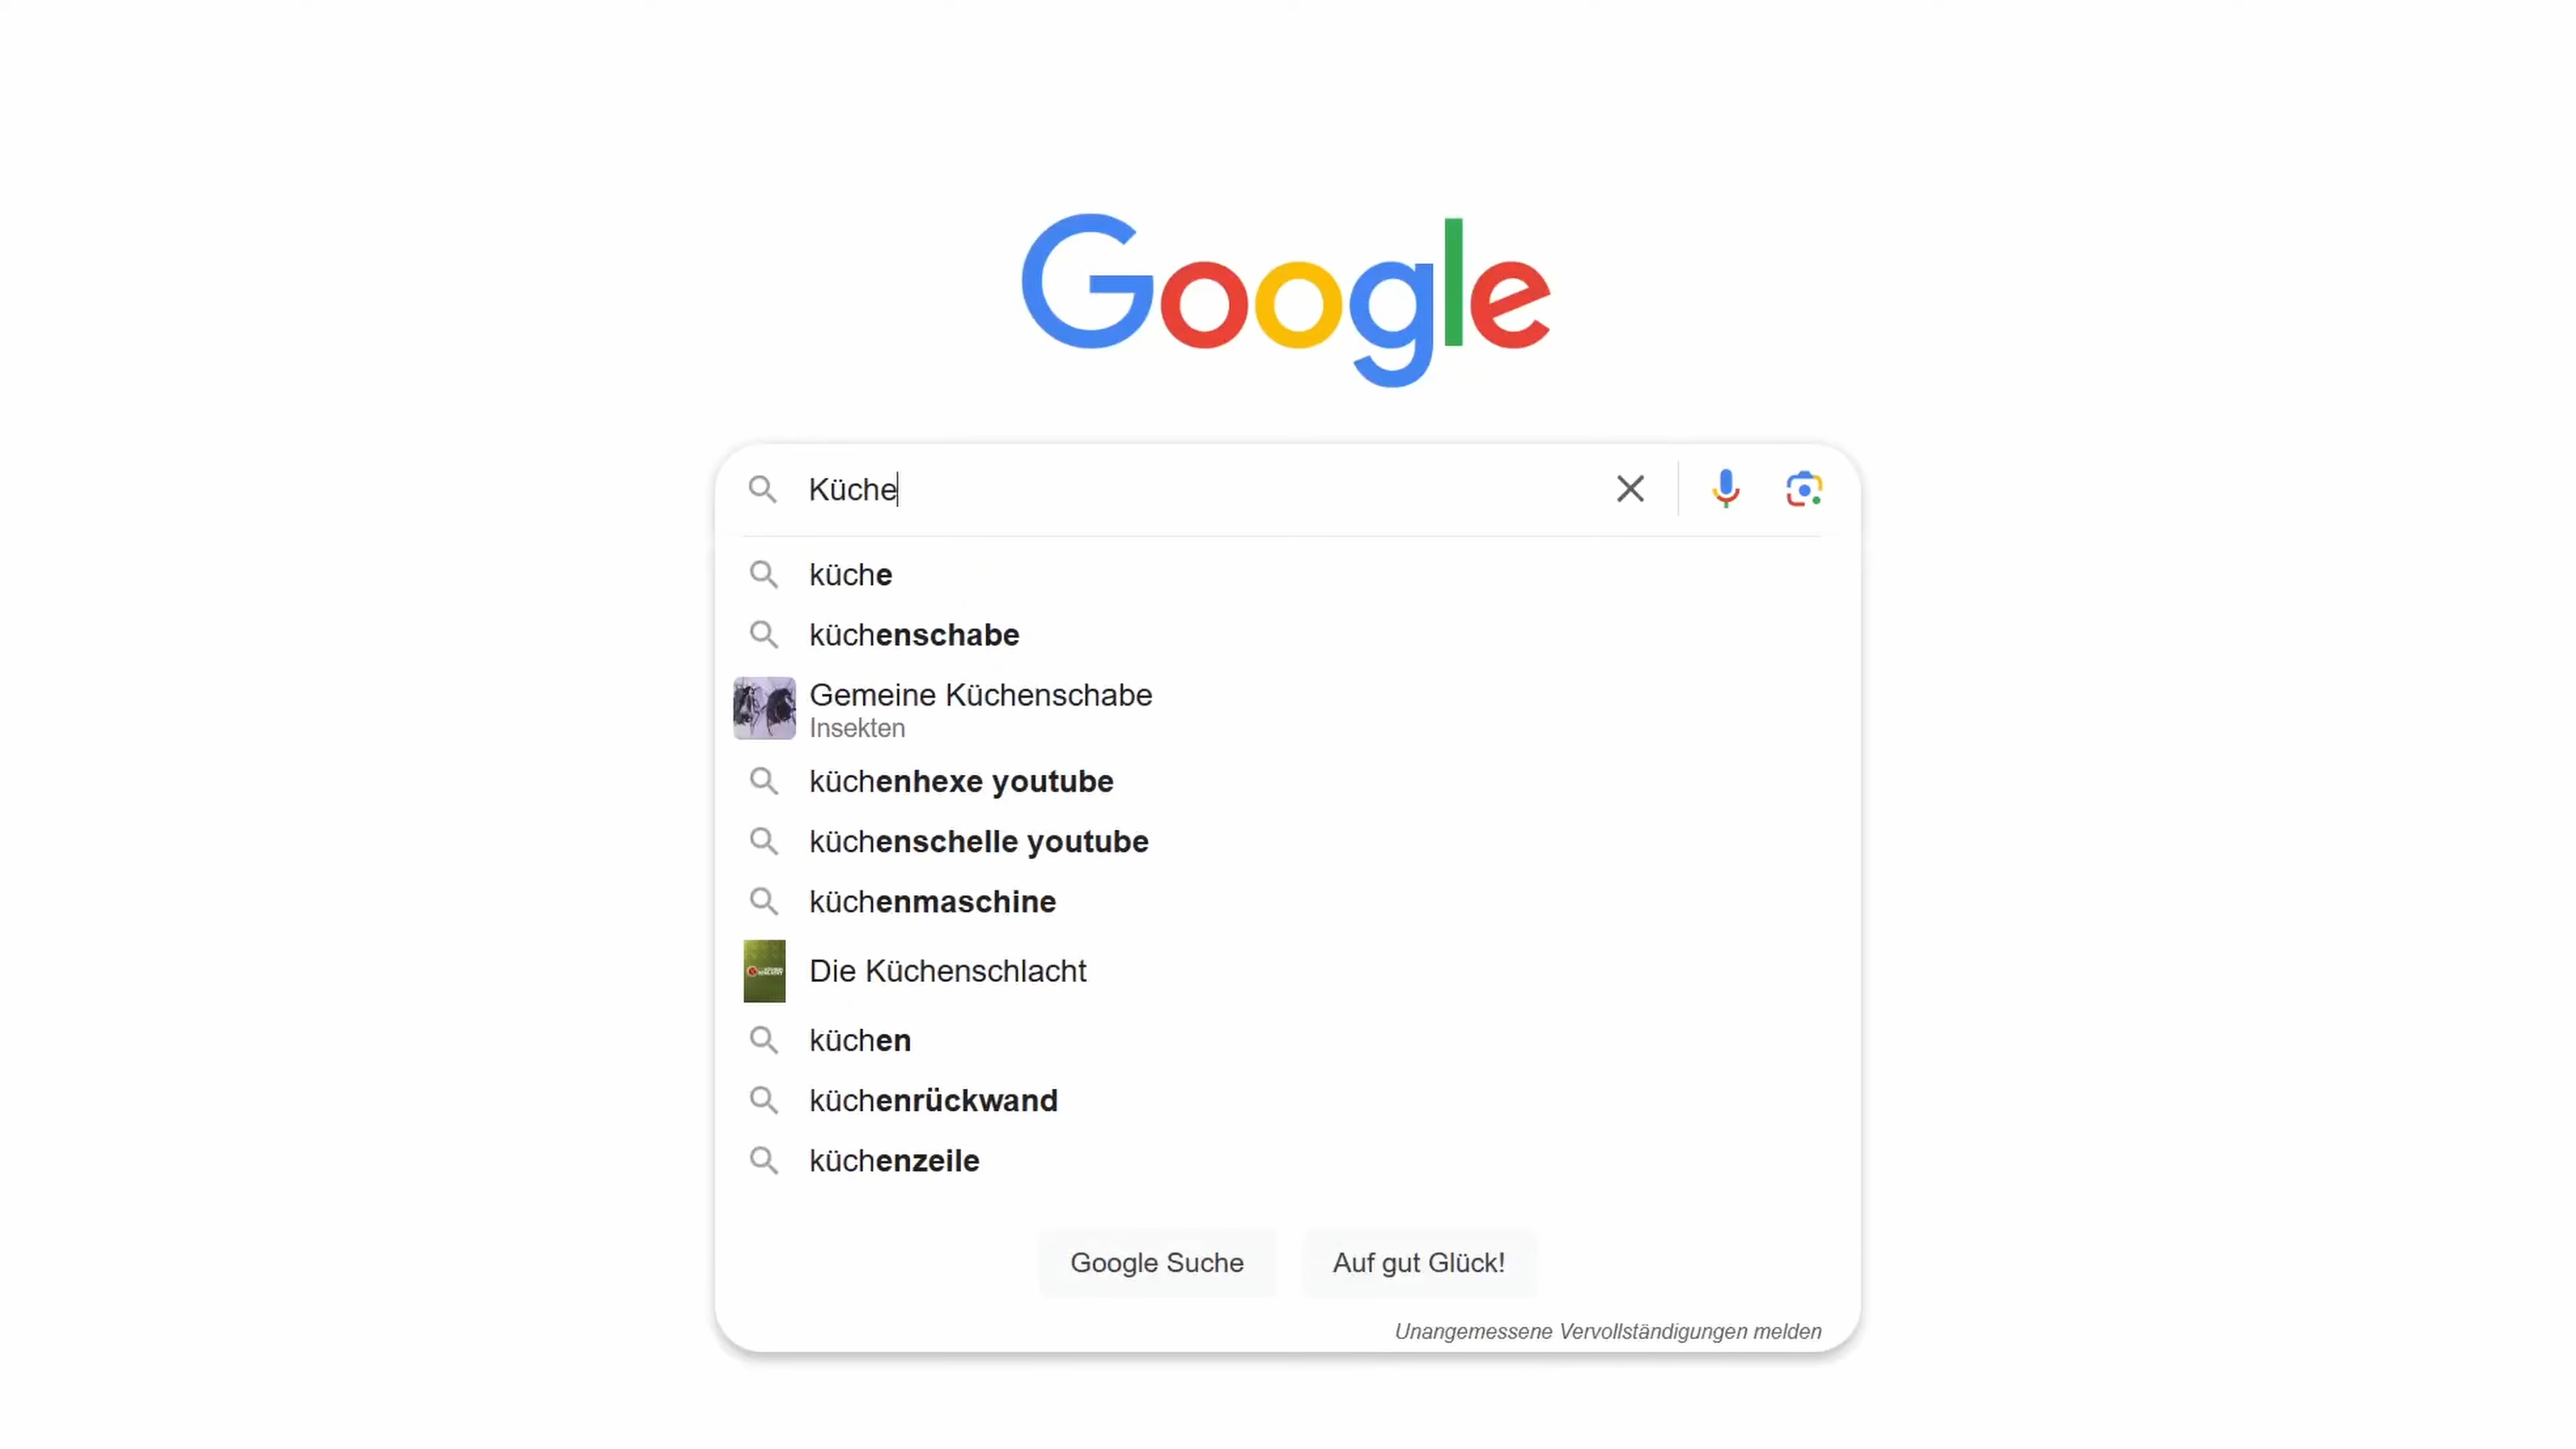 Google
Küche
küche
küchenschabe
Gemeine Küchenschabe
Insekten
küchenhexe youtube
küchenschelle youtube
küchenmaschine
Die Küchenschlacht
küchen
küchenrückwand
küchenzeile
Google Suche
Auf gut Glück!
Unangemessene Vervollständigungen melden